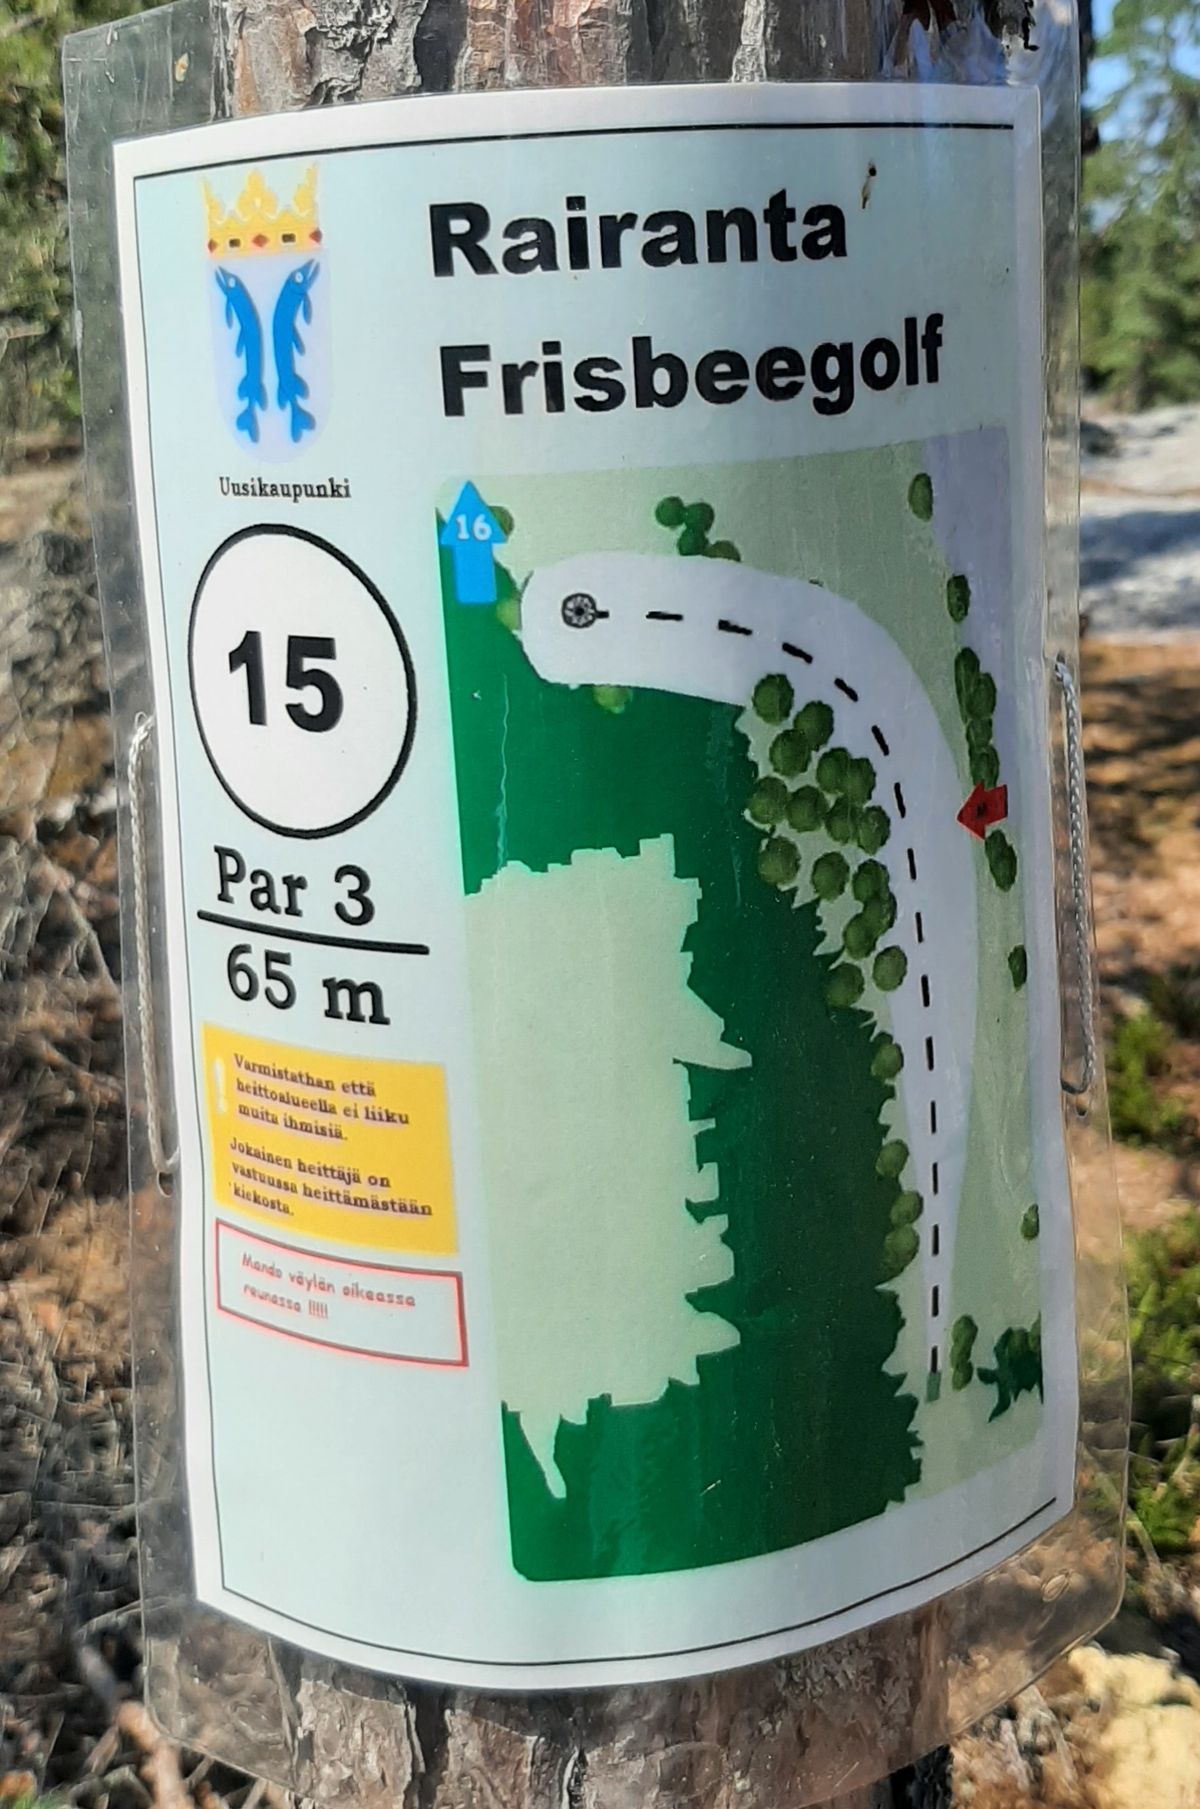 Rairanta
Frisbeegolf
Uusikaupunki
16
15
Par 3
65 m
!
Varmistathan että
heittoalueella ei liiku
muita ihmisiä.
Jokainen heittäjä on
vastuussa heittämästään
kiekosta.
Mando väylän oikeassa
reunassa !!!!!